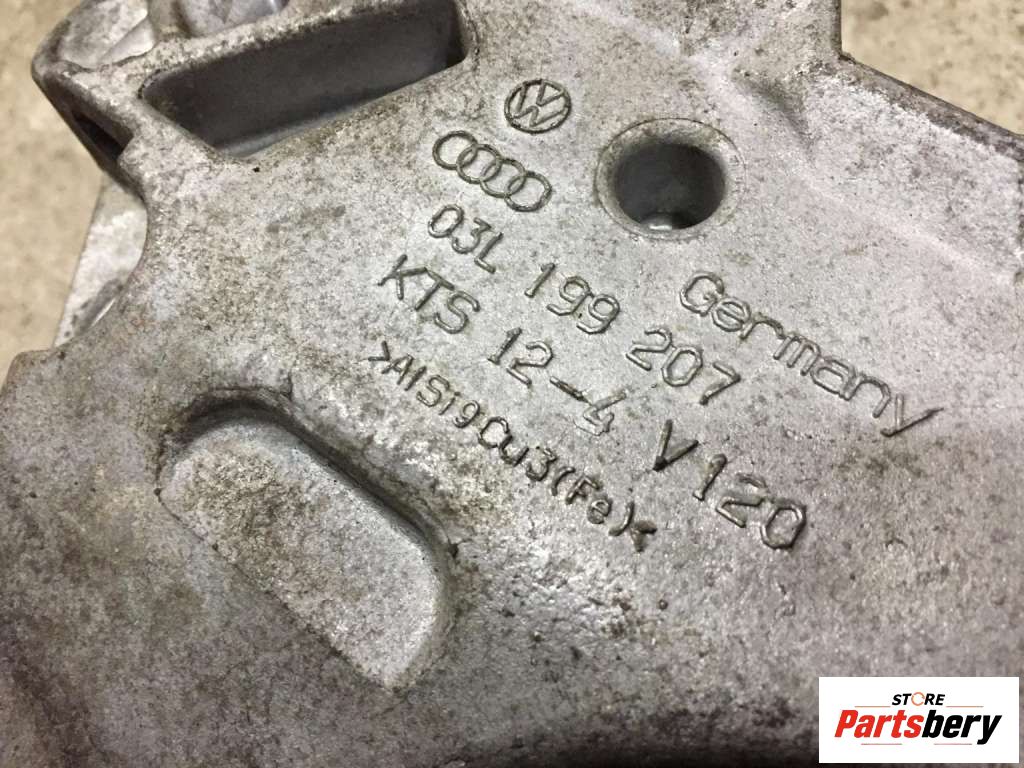 03L 199 207
Germany
KTS 12-4 V120
>AlSi9Cu3(Fe)<
STORE
Partsbery